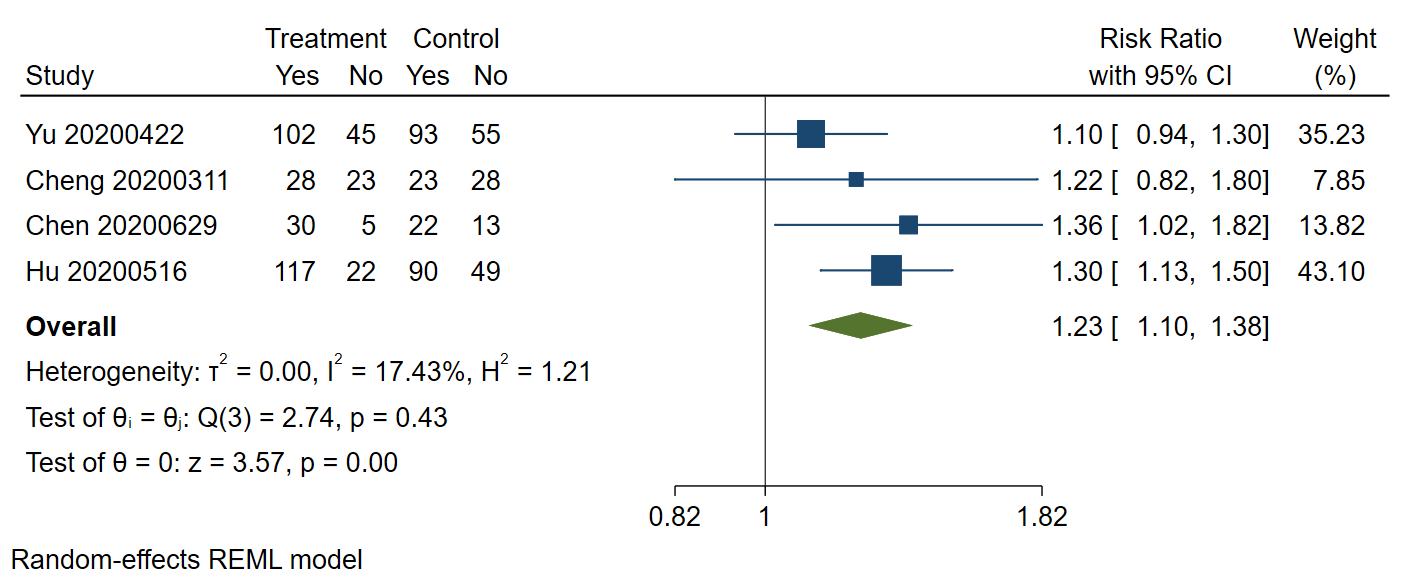 Treatment Control Risk Ratio Weight
Study Yes No Yes No with 95% CI (%)
Yu 20200422 102 45 93 55 1.10 [ 0.94, 1.30] 35.23
Cheng 20200311 28 23 23 28 1.22 [ 0.82, 1.80] 7.85
Chen 20200629 30 5 22 13 1.36 [ 1.02, 1.82] 13.82
Hu 20200516 117 22 90 49 1.30 [ 1.13, 1.50] 43.10
Overall 1.23 [ 1.10, 1.38]
Heterogeneity: τ² = 0.00, I² = 17.43%, H² = 1.21
Test of θᵢ = θⱼ: Q(3) = 2.74, p = 0.43
Test of θ = 0: z = 3.57, p = 0.00
0.82 1 1.82
Random-effects REML model